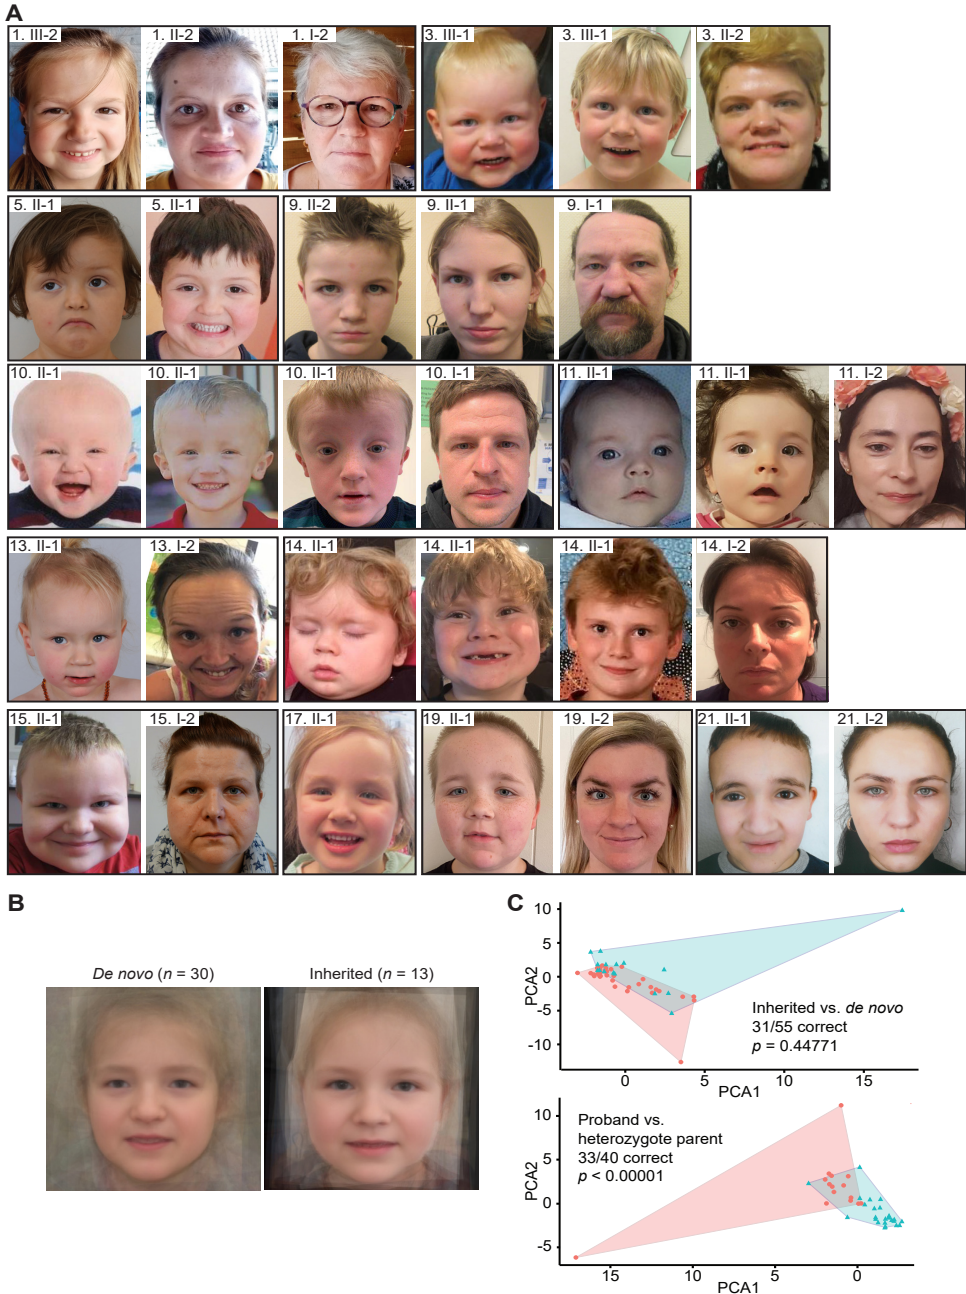 A
1. III-2 1. II-2 1. I-2 3. III-1 3. III-1 3. II-2
5. II-1 5. II-1 9. II-2 9. II-1 9. I-1
10. II-1 10. II-1 10. II-1 10. I-1 11. II-1 11. II-1 11. I-2
13. II-1 13. I-2 14. II-1 14. II-1 14. II-1 14. I-2
15. II-1 15. I-2 17. II-1 19. II-1 19. I-2 21. II-1 21. I-2
B
De novo (n = 30) Inherited (n = 13)
C
10
5
0
-5
-10
PCA2
Inherited vs. de novo
31/55 correct
p = 0.44771
0 5 10 15
PCA1
10
5
0
-5
PCA2
Proband vs.
heterozygote parent
33/40 correct
p < 0.00001
15 10 5 0
PCA1